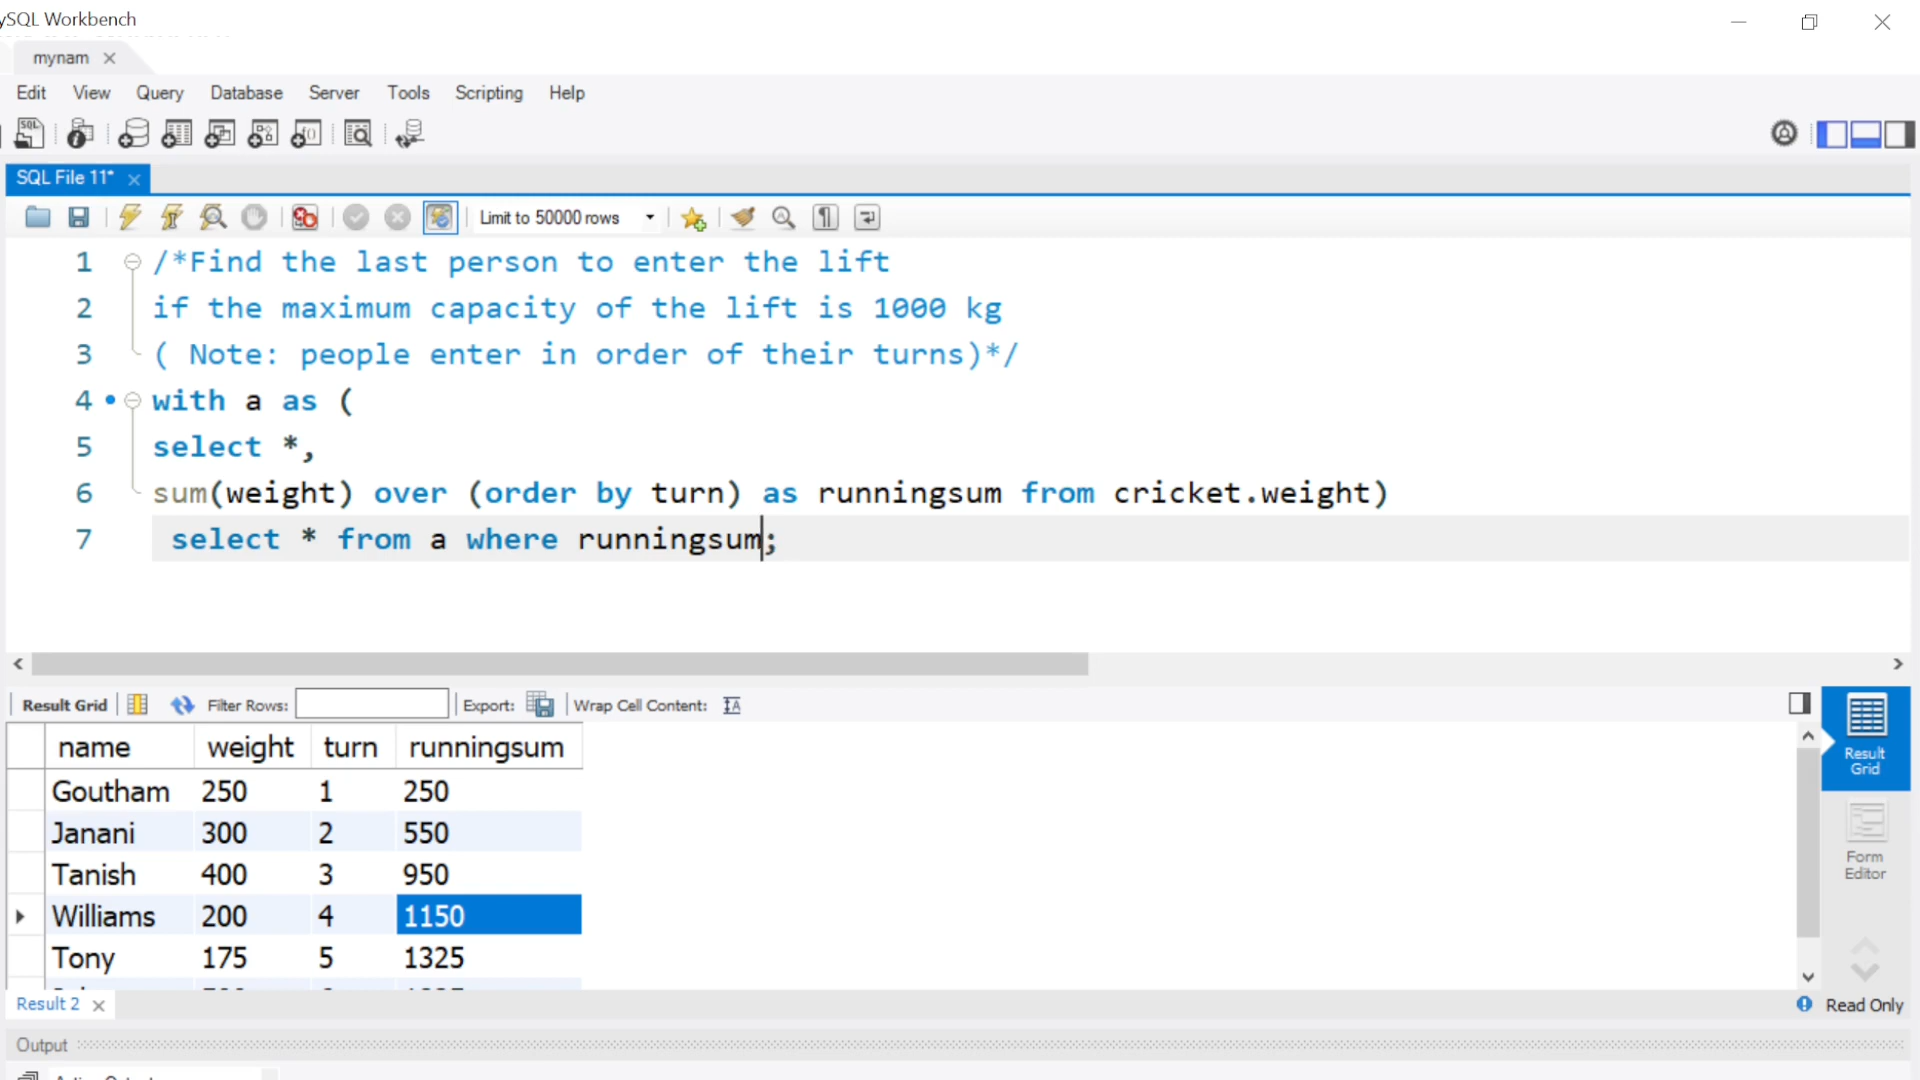 ySQL Workbench
mynam
Edit View Query Database Server Tools Scripting Help
SQL File 11*
Limit to 50000 rows
1 /*Find the last person to enter the lift
2 if the maximum capacity of the lift is 1000 kg
3 ( Note: people enter in order of their turns)*/
4 with a as (
5 select *,
6 sum(weight) over (order by turn) as runningsum from cricket.weight)
7 select * from a where runningsum;
Result Grid Filter Rows: Export: Wrap Cell Content:
name weight turn runningsum
Goutham 250 1 250
Janani 300 2 550
Tanish 400 3 950
Williams 200 4 1150
Tony 175 5 1325
Result Grid
Form Editor
Result 2
Read Only
Output